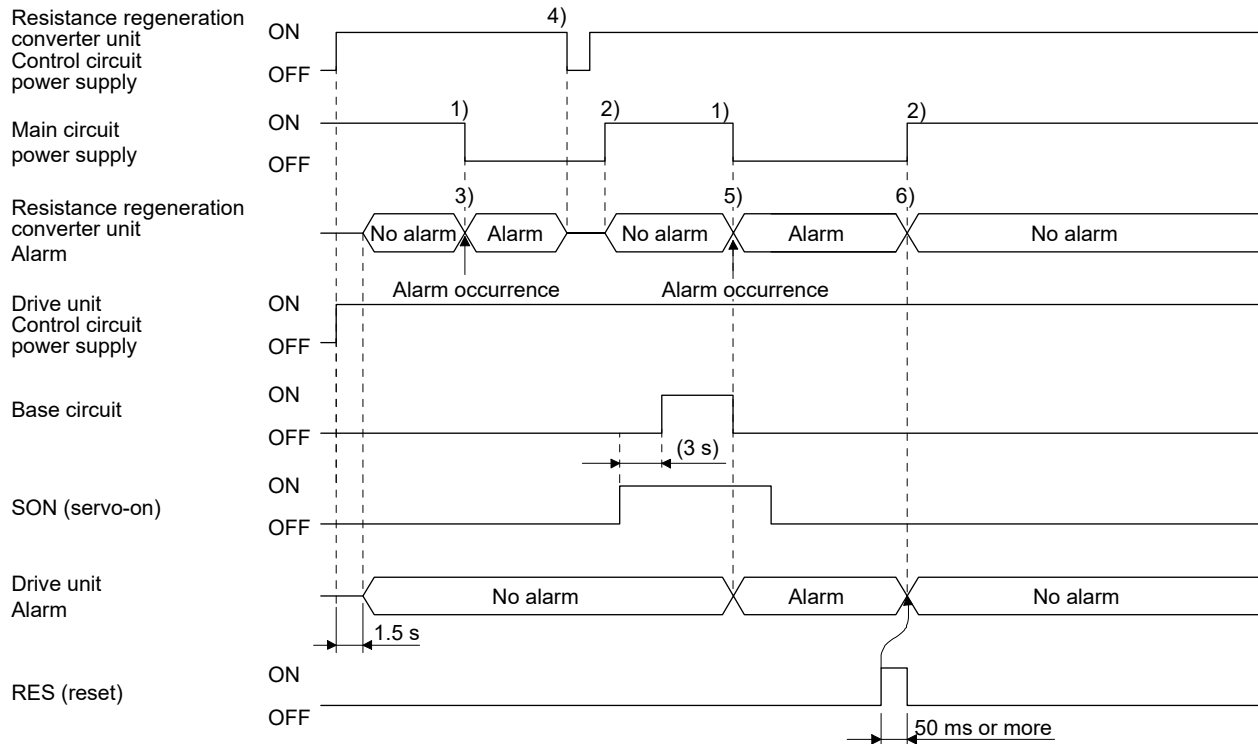 Resistance regeneration
converter unit
Control circuit
power supply
ON
OFF
4)
Main circuit
power supply
ON
OFF
1)
2)
1)
2)
Resistance regeneration
converter unit
Alarm
3)
5)
6)
No alarm
Alarm
No alarm
Alarm
No alarm
Alarm occurrence
Alarm occurrence
Drive unit
Control circuit
power supply
ON
OFF
Base circuit
ON
OFF
(3 s)
SON (servo-on)
ON
OFF
Drive unit
Alarm
No alarm
Alarm
No alarm
1.5 s
RES (reset)
ON
OFF
50 ms or more